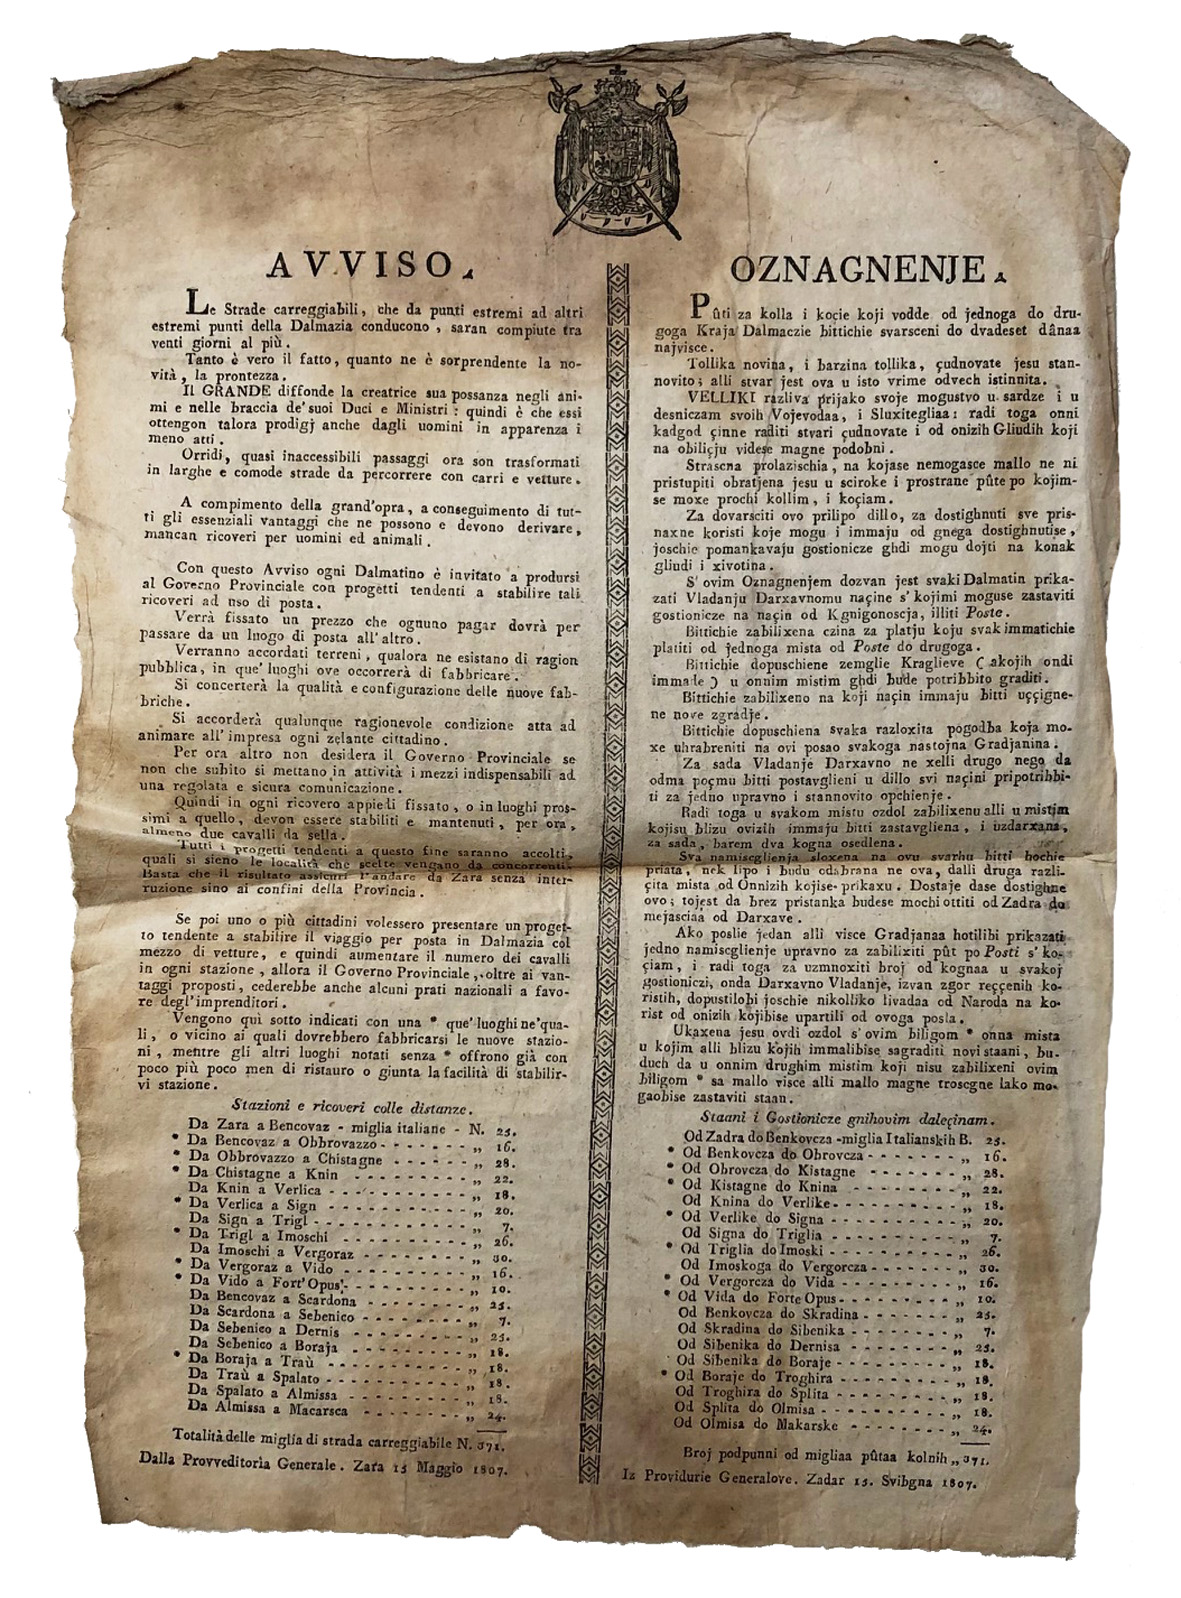 AVVISO.
Le Strade carreggiabili, che da punti estremi ad altri
estremi punti della Dalmazia conducono, saran compiute tra
venti giorni al più.
Tanto è vero il fatto, quanto ne è sorprendente la no-
vità, la prontezza.
Il GRANDE diffonde la creatrice sua possanza negli ani-
mi e nelle braccia de' suoi Duci e Ministri: quindi è che essi
ottengon talora prodigj anche dagli uomini in apparenza i
meno atti.
Orridi, quasi inaccessibili passaggi ora son trasformati
in larghe e comode strade da percorrere con carri e vetture.
A compimento della grand'opra, a conseguimento di tut-
ti gli essenziali vantaggi che ne possono e devono derivare,
mancan ricoveri per uomini ed animali.
Con questo Avviso ogni Dalmatino è invitato a prodursi
al Governo Provinciale con progetti tendenti a stabilire tali
ricoveri ad uso di posta.
Verrà fissato un prezzo che ognuno pagar dovrà per
passare da un luogo di posta all'altro.
Verranno accordati terreni, qualora ne esistano di ragion
pubblica, in que' luoghi ove occorrerà di fabbricare.
Si concerterà la qualità e configurazione delle nuove fab-
briche.
Si accorderà qualunque ragionevole condizione atta ad
animare all'impresa ogni zelante cittadino.
Per ora altro non desidera il Governo Provinciale se
non che subito si mettano in attività i mezzi indispensabili ad
una regolata e sicura comunicazione.
Quindi in ogni ricovero appiedi fissato, o in luoghi pros-
simi a quello, devon essere stabiliti e mantenuti, per ora,
almeno due cavalli da sella.
Tutti i progetti tendenti a questo fine saranno accolti,
quali si sieno le località che scelte vengano da concorrenti.
Basta che il risultato assicuri l'andare da Zara senza inter-
ruzione sino ai confini della Provincia.
Se poi uno o più cittadini volessero presentare un proget-
to tendente a stabilire il viaggio per posta in Dalmazia col
mezzo di vetture, e quindi aumentare il numero dei cavalli
in ogni stazione, allora il Governo Provinciale, oltre ai van-
taggi proposti, cederebbe anche alcuni prati nazionali a favo-
re degl'imprenditori.
Vengono quì sotto indicati con una * que' luoghi ne' qua-
li, o vicino ai quali dovrebbero fabbricarsi le nuove stazio-
ni, mentre gli altri luoghi notati senza * offrono già con
poco più poco men di ristauro o giunta la facilità di stabilir-
vi stazione.
Stazioni e ricoveri colle distanze.
Da Zara a Bencovaz - miglia italiane - N. 25.
* Da Bencovaz a Obbrovazzo - - - - - - „ 16.
* Da Obbrovazzo a Chistagne - - - - - - „ 28.
* Da Chistagne a Knin - - - - - - - - „ 22.
Da Knin a Verlica - - - - - - - - - „ 18.
* Da Verlica a Sign - - - - - - - - - „ 20.
Da Sign a Trigl - - - - - - - - - - „ 7.
* Da Trigl a Imoschi - - - - - - - - - „ 26.
Da Imoschi a Vergoraz - - - - - - - - „ 30.
* Da Vergoraz a Vido - - - - - - - - - „ 16.
* Da Vido a Fort'Opus - - - - - - - - „ 10.
Da Bencovaz a Scardona - - - - - - - „ 25.
Da Scardona a Sebenico - - - - - - - „ 7.
Da Sebenico a Dernis - - - - - - - - „ 25.
Da Sebenico a Boraja - - - - - - - - „ 18.
* Da Boraja a Traù - - - - - - - - - „ 18.
Da Traù a Spalato - - - - - - - - - „ 18.
Da Spalato a Almissa - - - - - - - - „ 18.
Da Almissa a Macarsca - - - - - - - „ 24.
Totalità delle miglia di strada carreggiabile N. 371.
Dalla Provveditoria Generale. Zara 15 Maggio 1807.
OZNAGNENJE.
Pûti za kolla i koçie koji vodde od jednoga do dru-
goga Kraja Dalmaczie bittichie svarsceni do dvadeset dânaa
najvisce.
Tollika novina, i barzina tollika, çudnovate jesu stan-
novito; alli stvar jest ova u isto vrime odvech istinnita.
VELLIKI razliva prijako svoje mogustvo u sardze i u
desniczam svoih Vojevodaa, i Sluxitegliaa: radi toga onni
kadgod çinne raditi stvari çudnovate i od onizih Gliudih koji
na obiliçju videse magne podobni.
Strascna prolazischia, na kojase nemogasce mallo ne ni
pristupiti obratjena jesu u sciroke i prostrane pûte po kojim-
se moxe prochi kollim, i koçiam.
Za dovarsciti ovo prilipo dillo, za dostighnuti sve pris-
naxne koristi koje mogu i immaju od gnega dostighnutise,
joschie pomankavaju gostionicze ghdi mogu dojti na konak
gliudi i xivotina.
S' ovim Oznagnenjem dozvan jest svaki Dalmatin prika-
zati Vladanju Darxavnomu naçine s' kojimi moguse zastaviti
gostionicze na naçin od Kgnigonoscja, illiti Poste.
Bittichie zabilixena czina za platju koju svak immatichie
platiti od jednoga mista od Poste do drugoga.
Bittichie dopuschiene zemglie Kraglieve ( akojih ondi
immade ) u onnim mistim ghdi bude potribbito graditi.
Bittichie zabilixeno na koji naçin immaju bitti uççigne-
ne nove zgradje.
Bittichie dopuschiena svaka razloxita pogodba koja mo-
xe uhrabreniti na ovi posao svakoga nastojna Gradjanina.
Za sada Vladanje Darxavno ne xelli drugo nego da
odma poçmu bitti postavglieni u dillo svi naçini pripotribbi-
ti za jedno upravno i stannovito opchienje.
Radi toga u svakom mistu ozdol zabilixenu alli u mistim
kojisu blizu ovizih immaju bitti zastavgliena, i uzdarxana,
za sada, barem dva kogna osedlena.
Sva namiscglienja sloxena na ovu svarhu bitti hochie
priata, nek lipo i budu odabrana ne ova, dalli druga razli-
çita mista od Onnizih kojise prikaxu. Dostaje dase dostighne
ovo; tojest da brez pristanka budese mochi ottiti od Zadra do
mejasciaa od Darxave.
Ako poslie jedan alli visce Gradjanaa hotilibi prikazati
jedno namiscglienje upravno za zabilixiti pût po Posti s' ko-
çiam, i radi toga za uzmnoxiti broj od kognaa u svakoj
gostioniczi, onda Darxavno Vladanje, izvan zgor reççenih ko-
ristih, dopustilobi joschie nikolliko livadaa od Naroda na ko-
rist od onizih kojibise upartili od ovoga posla.
Ukaxena jesu ovdi ozdol s' ovim biligom * onna mista
u kojim alli blizu kojih immalibise sagraditi novi staani, bu-
duch da u onnim drughim mistim koji nisu zabilixeni ovim
biligom * sa mallo visce alli mallo magne troscgne lako mo-
gaobise zastaviti staan.
Staani i Gostionicze gnihovim daleçinam.
Od Zadra do Benkovcza - miglia Italianskih B. 25.
* Od Benkovcza do Obrovcza - - - - - - - „ 16.
* Od Obrovcza do Kistagne - - - - - - - „ 28.
* Od Kistagne do Knina - - - - - - - - „ 22.
Od Knina do Verlike - - - - - - - - - „ 18.
* Od Verlike do Signa - - - - - - - - - „ 20.
Od Signa do Triglia - - - - - - - - - „ 7.
* Od Triglia do Imoski - - - - - - - - - „ 26.
Od Imoskoga do Vergorcza - - - - - - - „ 30.
* Od Vergorcza do Vida - - - - - - - - - „ 16.
* Od Vida do Forte Opus - - - - - - - - „ 10.
Od Benkovcza do Skradina - - - - - - - „ 25.
Od Skradina do Sibenika - - - - - - - - „ 7.
Od Sibenika do Dernisa - - - - - - - - „ 25.
Od Sibenika do Boraje - - - - - - - - - „ 18.
* Od Boraje do Troghira - - - - - - - - „ 18.
Od Troghira do Splita - - - - - - - - - „ 18.
Od Splita do Olmisa - - - - - - - - - - „ 18.
Od Olmisa do Makarske - - - - - - - - „ 24.
Broj podpunni od migliaa pûtaa kolnih „ 371.
Iz Providurie Generalove. Zadar 15. Svibgna 1807.